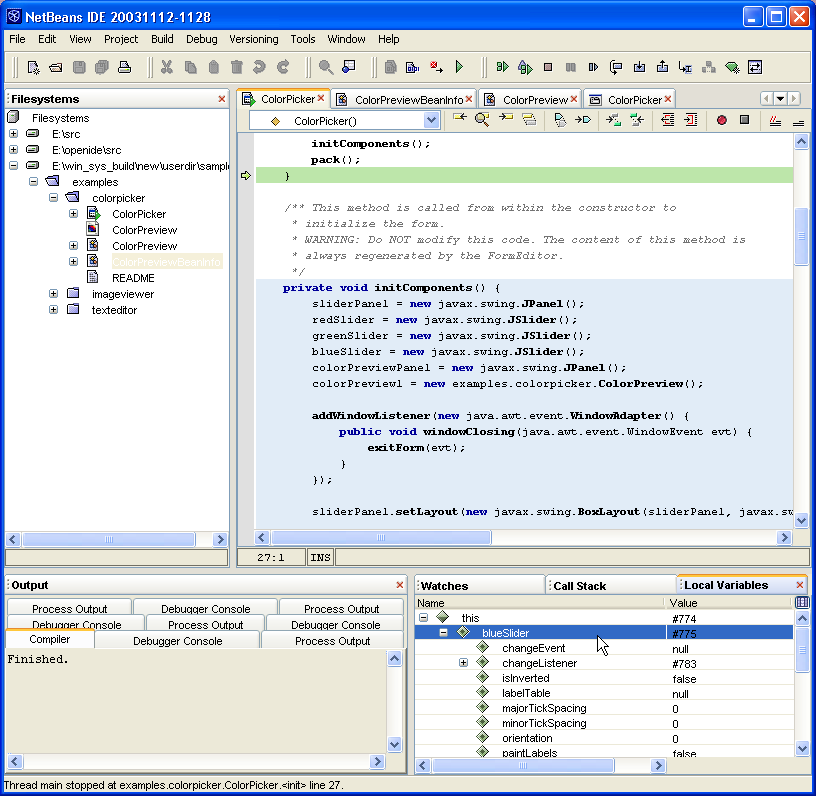 NetBeans IDE 20031112-1128
File Edit View Project Build Debug Versioning Tools Window Help
Filesystems
Filesystems
E:\src
E:\openide\src
E:\win_sys_build\new\userdir\sample
examples
colorpicker
ColorPicker
ColorPreview
ColorPreview
ColorPreviewBeanInfo
README
imageviewer
texteditor
ColorPicker ColorPreviewBeanInfo ColorPreview ColorPicker
ColorPicker()
initComponents();
pack();
}
/** This method is called from within the constructor to
* initialize the form.
* WARNING: Do NOT modify this code. The content of this method is
* always regenerated by the FormEditor.
*/
private void initComponents() {
sliderPanel = new javax.swing.JPanel();
redSlider = new javax.swing.JSlider();
greenSlider = new javax.swing.JSlider();
blueSlider = new javax.swing.JSlider();
colorPreviewPanel = new javax.swing.JPanel();
colorPreview1 = new examples.colorpicker.ColorPreview();
addWindowListener(new java.awt.event.WindowAdapter() {
public void windowClosing(java.awt.event.WindowEvent evt) {
exitForm(evt);
}
});
sliderPanel.setLayout(new javax.swing.BoxLayout(sliderPanel, javax.sw
27:1 INS
Output
Process Output Debugger Console Process Output
Debugger Console Process Output Debugger Console
Compiler Debugger Console Process Output
Finished.
Watches Call Stack Local Variables
Name Value
this #774
blueSlider #775
changeEvent null
changeListener #783
isInverted false
labelTable null
majorTickSpacing 0
minorTickSpacing 0
orientation 0
paintLabels false
Thread main stopped at examples.colorpicker.ColorPicker.<init> line 27.